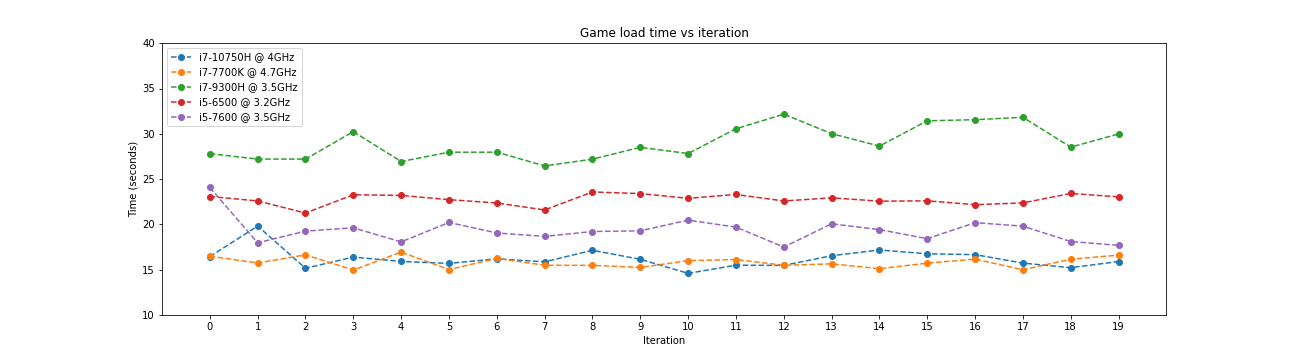 Game load time vs iteration
40
35
30
25
20
15
10
Time (seconds)
i7-10750H @ 4GHz
i7-7700K @ 4.7GHz
i7-9300H @ 3.5GHz
i5-6500 @ 3.2GHz
i5-7600 @ 3.5GHz
0 1 2 3 4 5 6 7 8 9 10 11 12 13 14 15 16 17 18 19
Iteration